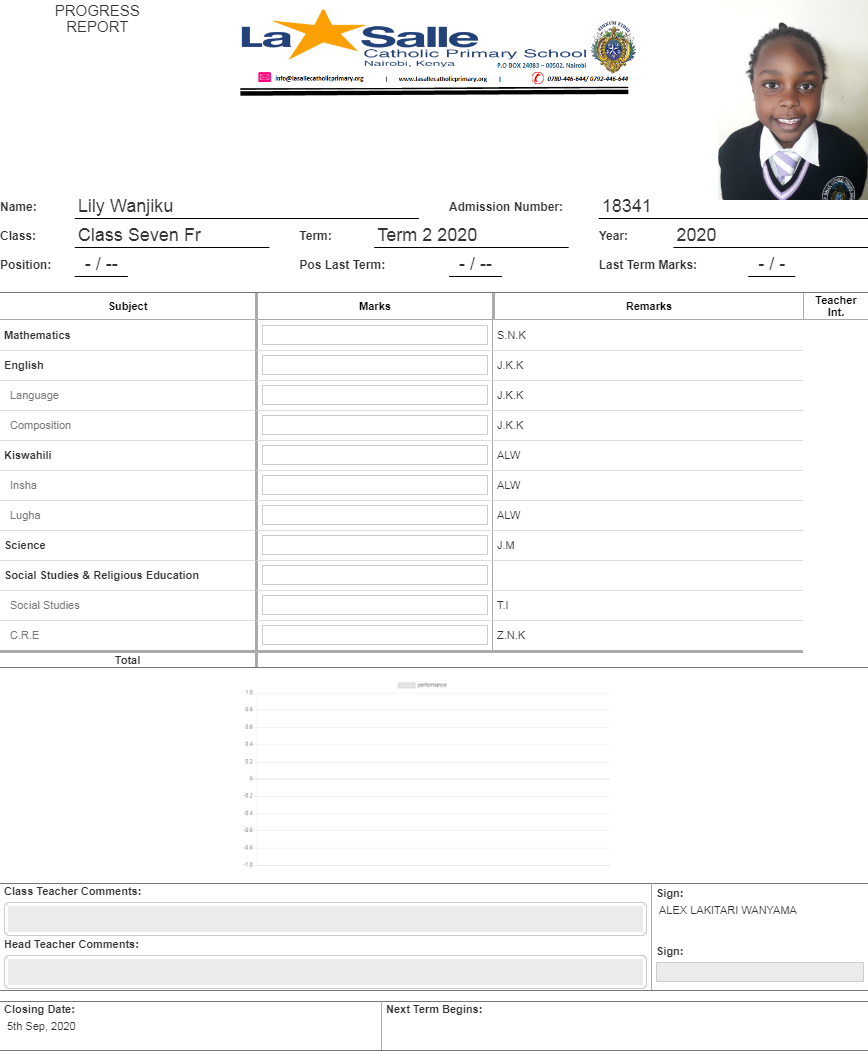 PROGRESS
REPORT
La Salle
Catholic Primary School
Nairobi, Kenya
P.O BOX 24083 – 00502, Nairobi
info@lasallecatholicprimary.org | www.lasallecatholicprimary.org | 0780-446-644/ 0792-446-644
Name: Lily Wanjiku Admission Number: 18341
Class: Class Seven Fr Term: Term 2 2020 Year: 2020
Position: - / -- Pos Last Term: - / -- Last Term Marks: - / -
Subject Marks Remarks Teacher Int.
Mathematics S.N.K
English J.K.K
Language J.K.K
Composition J.K.K
Kiswahili ALW
Insha ALW
Lugha ALW
Science J.M
Social Studies & Religious Education
Social Studies T.I
C.R.E Z.N.K
Total
performance
1.0
0.8
0.6
0.4
0.2
0
-0.2
-0.4
-0.6
-0.8
-1.0
Class Teacher Comments: Sign:
ALEX LAKITARI WANYAMA
Head Teacher Comments: Sign:
Closing Date: Next Term Begins:
5th Sep, 2020